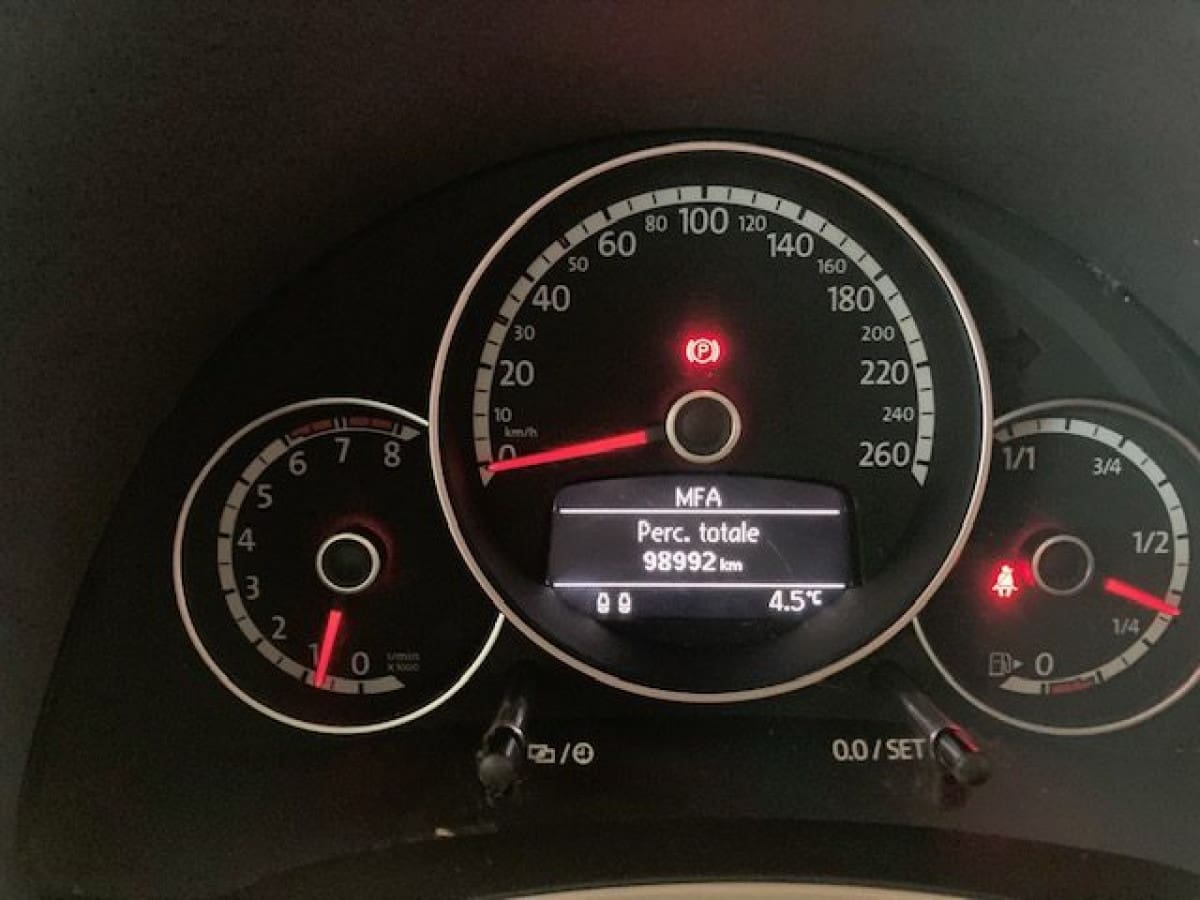 80 100 120
60 140
50 160
40 180
30 200
20 220
10 240
km/h
0 260
MFA
Perc. totale
98992 km
4.5°C
6 7 8
5
4
3
2
1 0 1/min
X 1000
1/1 3/4
1/2
1/4
0
P
/
0.0 / SET